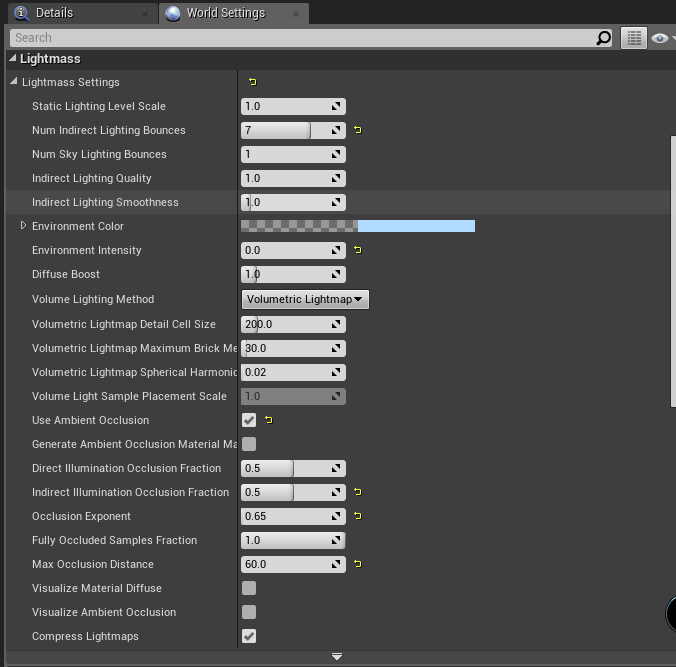 Details
World Settings
Search
Lightmass
Lightmass Settings
Static Lighting Level Scale 1.0
Num Indirect Lighting Bounces 7
Num Sky Lighting Bounces 1
Indirect Lighting Quality 1.0
Indirect Lighting Smoothness 1.0
Environment Color
Environment Intensity 0.0
Diffuse Boost 1.0
Volume Lighting Method Volumetric Lightmap
Volumetric Lightmap Detail Cell Size 200.0
Volumetric Lightmap Maximum Brick Me 30.0
Volumetric Lightmap Spherical Harmonic 0.02
Volume Light Sample Placement Scale 1.0
Use Ambient Occlusion
Generate Ambient Occlusion Material Ma
Direct Illumination Occlusion Fraction 0.5
Indirect Illumination Occlusion Fraction 0.5
Occlusion Exponent 0.65
Fully Occluded Samples Fraction 1.0
Max Occlusion Distance 60.0
Visualize Material Diffuse
Visualize Ambient Occlusion
Compress Lightmaps